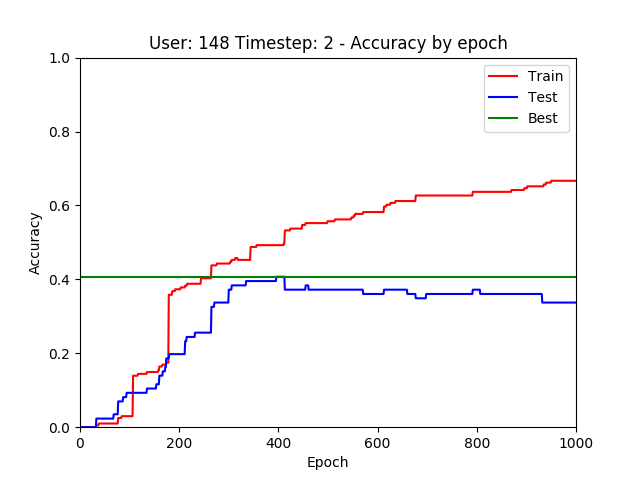 User: 148 Timestep: 2 - Accuracy by epoch
1.0
0.8
0.6
0.4
0.2
0.0
Accuracy
Train
Test
Best
0 200 400 600 800 1000
Epoch